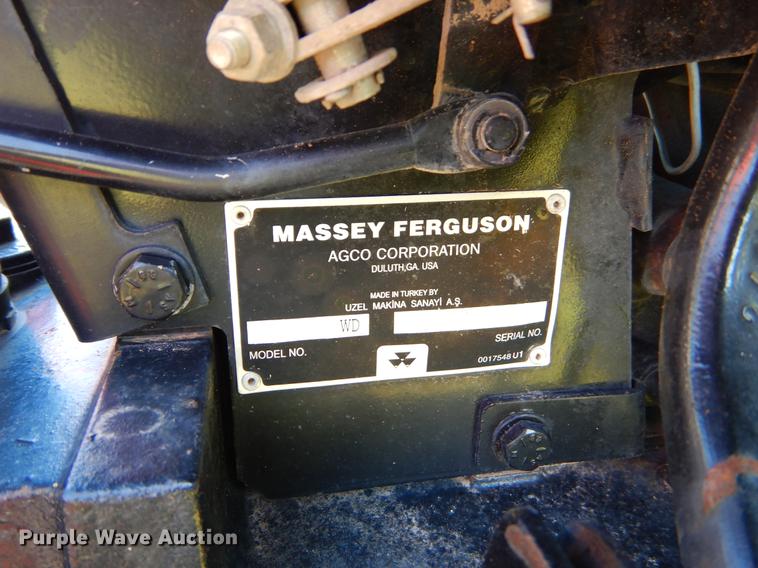 MASSEY FERGUSON
AGCO CORPORATION
DULUTH,GA. USA
MADE IN TURKEY BY
UZEL MAKİNA SANAYİ A.Ş.
WD
MODEL NO.
SERIAL NO.
0017548 U1
Purple Wave Auction